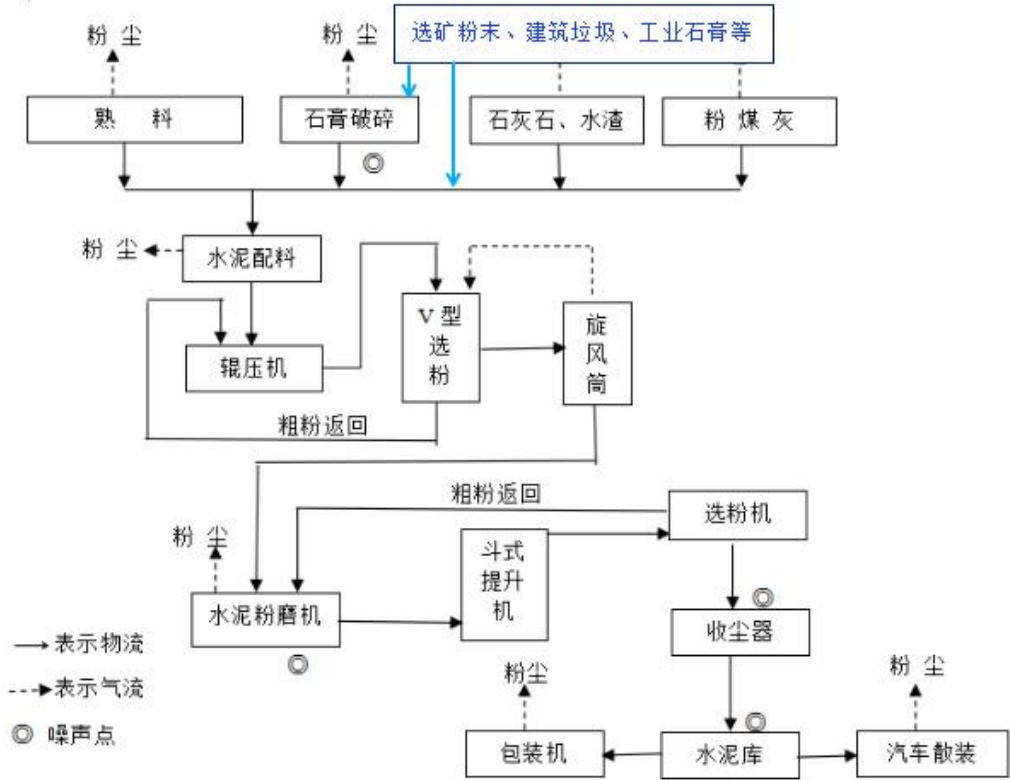 粉 尘
粉 尘
选矿粉末、建筑垃圾、工业石膏等
熟 料
石膏破碎
石灰石、水渣
粉 煤 灰
粉 尘
水泥配料
V 型
选
粉
旋
风
筒
辊压机
粗粉返回
粗粉返回
选粉机
粉 尘
斗式
提升
机
水泥粉磨机
收尘器
表示物流
表示气流
噪声点
粉尘
粉 尘
包装机
水泥库
汽车散装